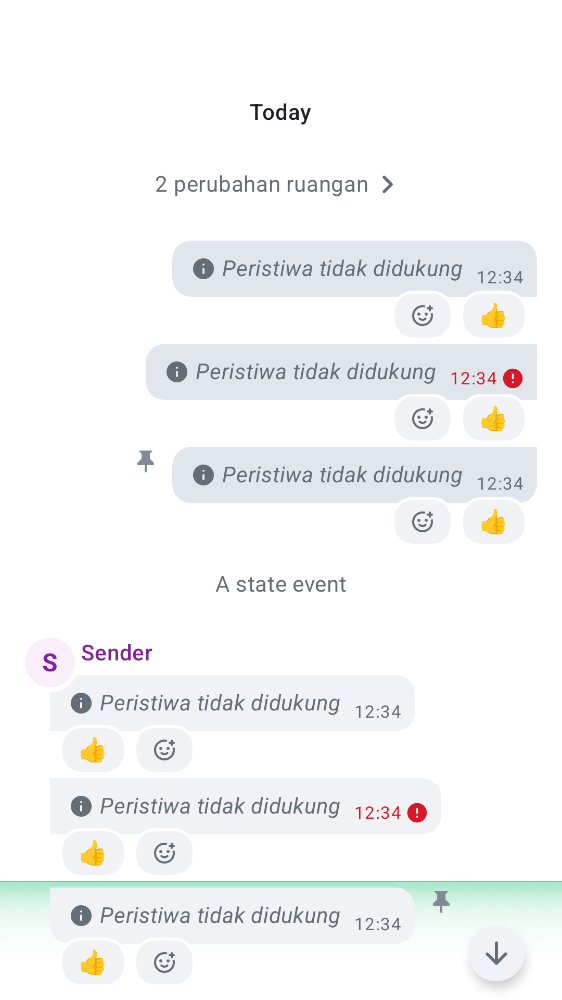 Today
2 perubahan ruangan
Peristiwa tidak didukung 12:34
Peristiwa tidak didukung 12:34
Peristiwa tidak didukung 12:34
A state event
S Sender
Peristiwa tidak didukung 12:34
Peristiwa tidak didukung 12:34
Peristiwa tidak didukung 12:34